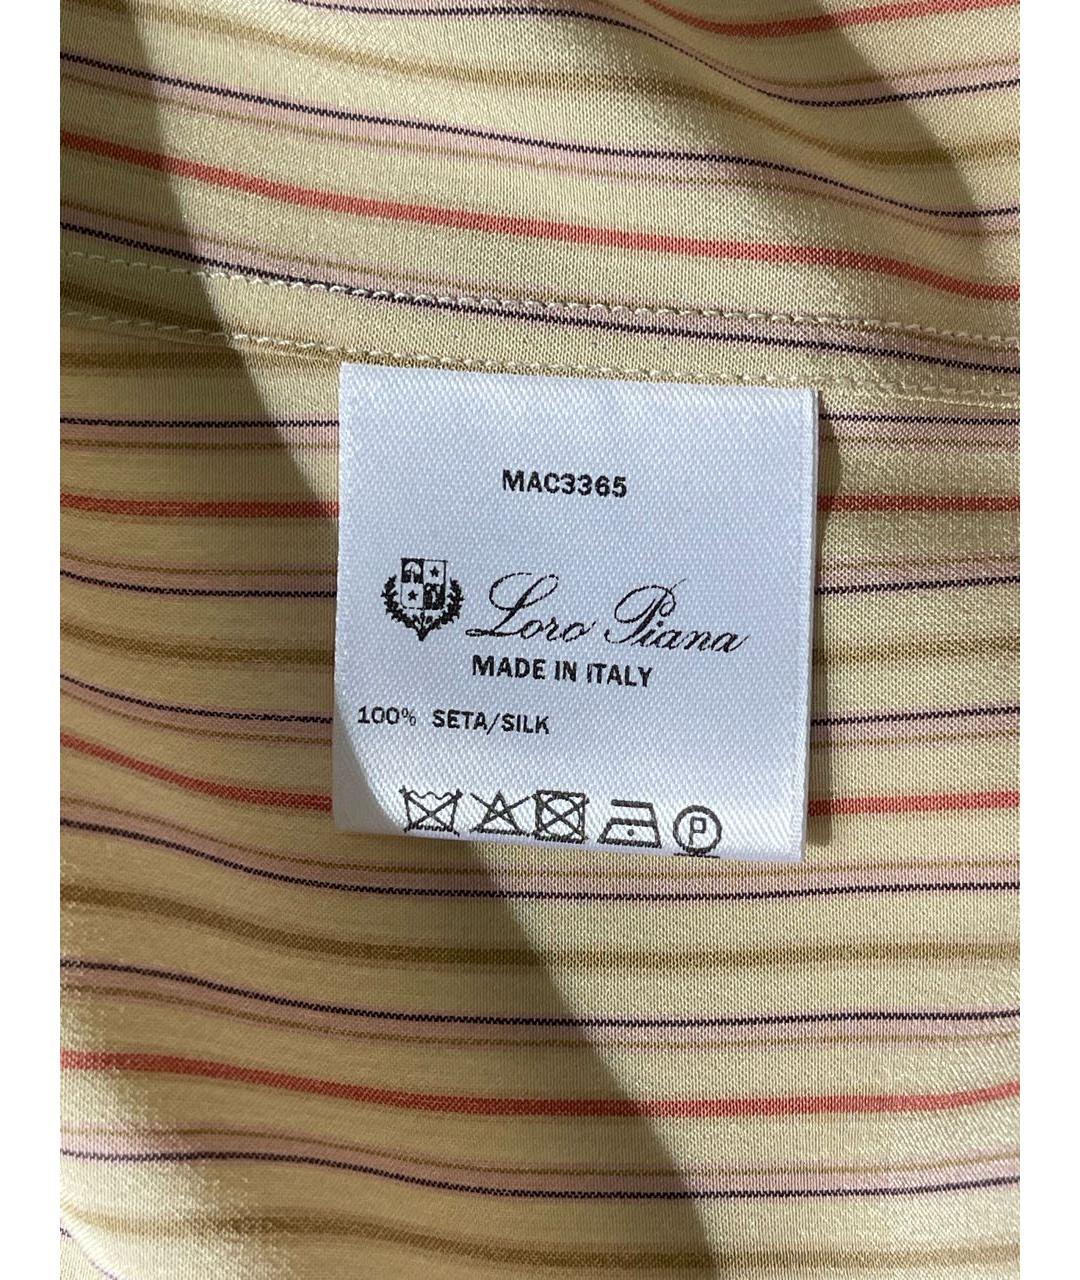 MAC3365
Loro Piana
MADE IN ITALY
100% SETA/SILK
P